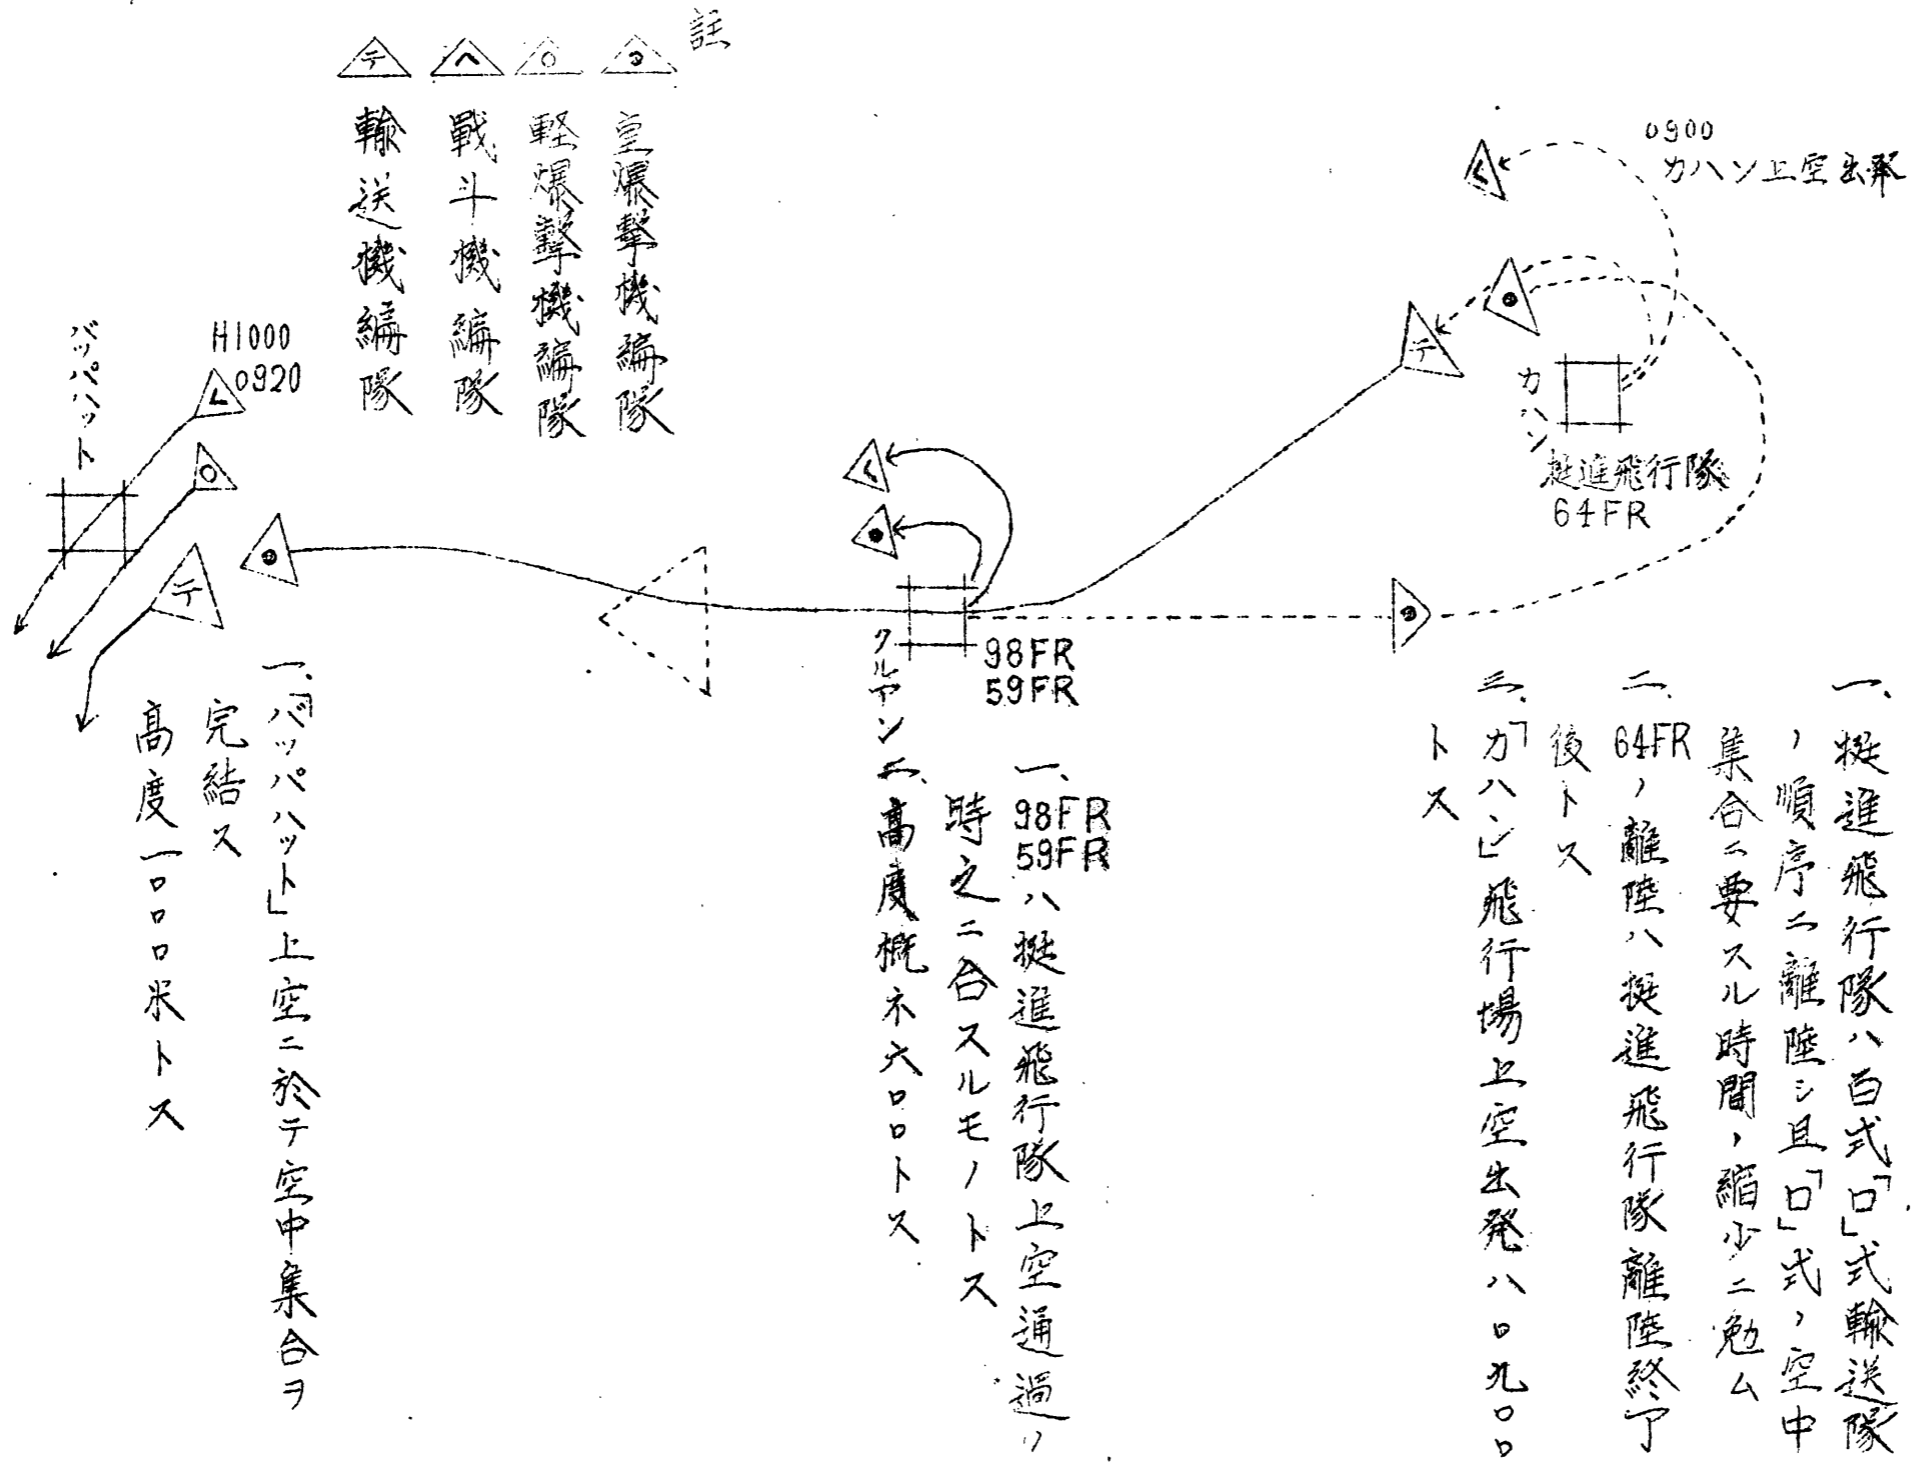 註
重爆擊機編隊
軽爆擊機編隊
戰斗機編隊
輸送機編隊
テ
ヘ
0900
カハン上空出発
カハン
挺進飛行隊
64FR
テ
一、挺進飛行隊ハ百式「ロ」式輸送隊
ノ順序ニ離陸シ且「ロ」式ノ空中
集合ニ要スル時間ノ縮少ニ勉ム
二、64FRノ離陸ハ挺進飛行隊離陸終了
後トス
三、「カハン」飛行場上空出発ハ〇九〇〇
トス
クルアン
98FR
59FR
一、98FR
59FRハ挺進飛行隊上空通過ノ
時之ニ合スルモノトス
二、高度概ネ六〇〇トス
バッパハット
H1000
0920
テ
一、「バッパハット」上空ニ於テ空中集合ヲ
完結ス
高度一〇〇〇米トス